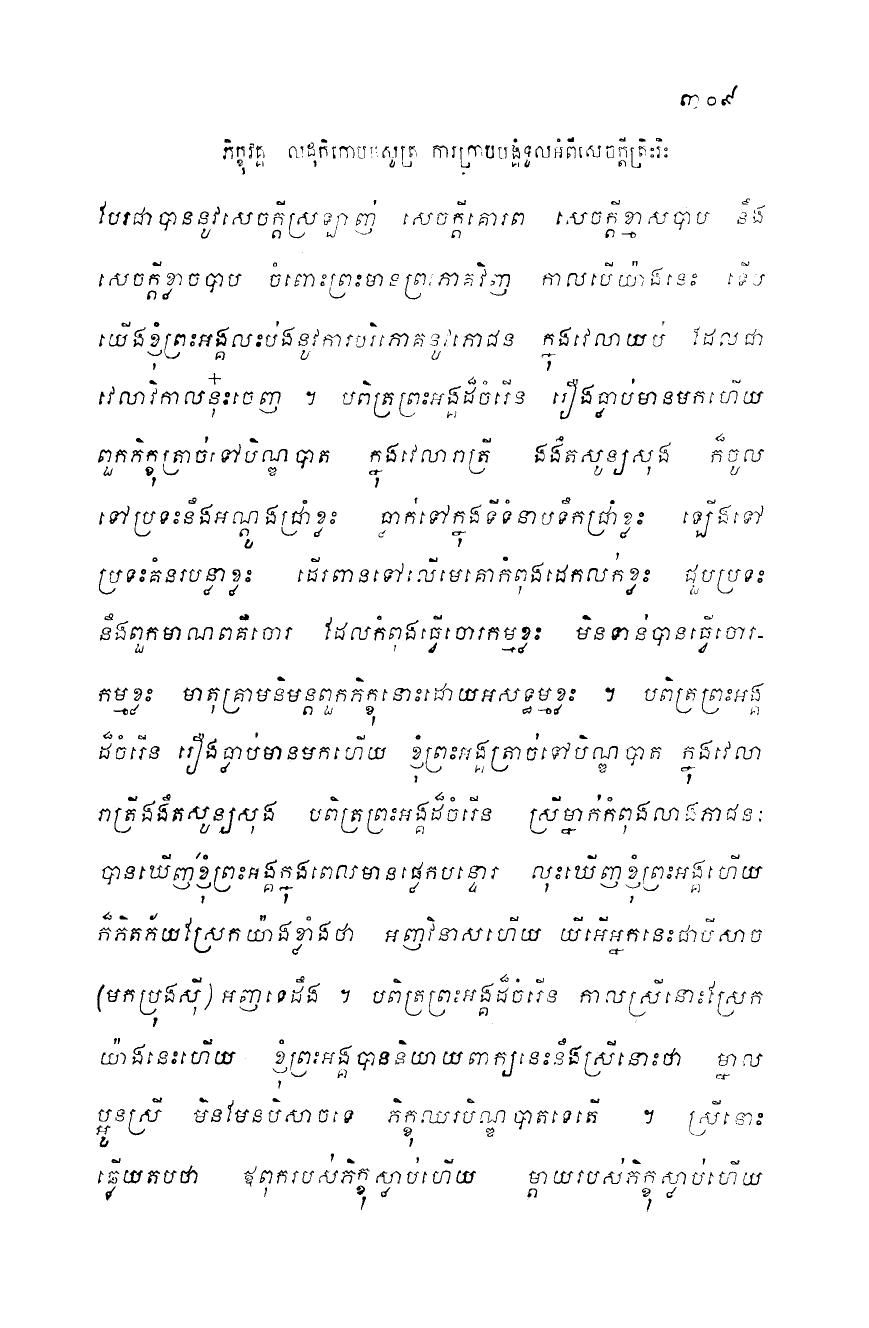 ៣០៩
ភិក្ខុវគ្គ លដុកិកោបមសូត្រ ការក្រាបបង្គំទូលអំពីសេចក្តីត្រិះរិះ
បែរជាបាននូវសេចក្តីស្រឡាញ់ សេចក្តីគោរព សេចក្តីខ្មាសបាប នឹង
សេចក្តីខ្លាចបាប ចំពោះព្រះមានព្រះភាគវិញ កាលបើយ៉ាងនេះ ទើប
យើងខ្ញុំព្រះអង្គលះបង់នូវការបរិភោគនូវភោជន ក្នុងវេលាយប់ ដែលជា
វេលាវិកាលនុ៎ះចេញ ។ បពិត្រព្រះអង្គដ៏ចំរើន រឿងធ្លាប់មានមកហើយ
ពួកភិក្ខុត្រាច់ទៅបិណ្ឌបាត ក្នុងវេលារាត្រី ងងឹតសូន្យសុង ក៏ចូល
ទៅប្រទះនឹងអណ្តូងជ្រាំខ្លះ ធ្លាក់ទៅក្នុងទីទំនាបទឹកជ្រាំខ្លះ ឡើងទៅ
ប្រទះគំនរបន្លាខ្លះ ដើរពានទៅលើមេគោកំពុងដេកលក់ខ្លះ ជួបប្រទះ
នឹងពួកមាណពគឺចោរ ដែលកំពុងធ្វើចោរកម្មខ្លះ មិនទាន់បានធ្វើចោរ-
កម្មខ្លះ មាតុគ្រាមនិមន្តពួកភិក្ខុនោះដោយអសទ្ធម្មខ្លះ ។ បពិត្រព្រះអង្គ
ដ៏ចំរើន រឿងធ្លាប់មានមកហើយ ខ្ញុំព្រះអង្គត្រាច់ទៅបិណ្ឌបាត ក្នុងវេលា
រាត្រីងងឹតសូន្យសុង បពិត្រព្រះអង្គដ៏ចំរើន ស្រីម្នាក់កំពុងលាងភាជនៈ
បានឃើញខ្ញុំព្រះអង្គក្នុងពេលមានផ្លេកបន្ទោរ លុះឃើញខ្ញុំព្រះអង្គហើយ
ក៏ភិតភ័យស្រែកយ៉ាងខ្លាំងថា អញវិនាសហើយ យីអើអ្នកនេះជាបីសាច
(មកប្រុងស៊ី) អញទេដឹង ។ បពិត្រព្រះអង្គដ៏ចំរើន កាលស្រីនោះស្រែក
យ៉ាងនេះហើយ ខ្ញុំព្រះអង្គបាននិយាយពាក្យនេះនឹងស្រីនោះថា ម្នាល
ប្អូនស្រី មិនមែនបិសាចទេ ភិក្ខុឈរបិណ្ឌបាតទេតើ ។ ស្រីនោះ
ឆ្លើយតបថា ឪពុករបស់ភិក្ខុស្លាប់ហើយ ម្តាយរបស់ភិក្ខុស្លាប់ហើយ